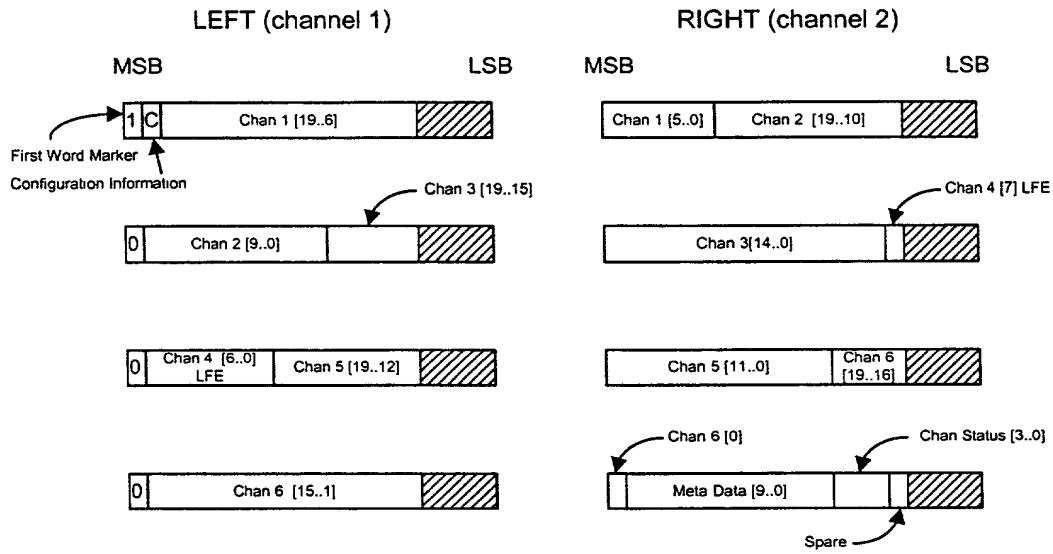 LEFT (channel 1)
RIGHT (channel 2)
MSB
LSB
MSB
LSB
1
C
Chan 1 [19..6]
Chan 1 [5..0]
Chan 2 [19..10]
First Word Marker
Configuration Information
Chan 3 [19..15]
Chan 4 [7] LFE
0
Chan 2 [9..0]
Chan 3[14..0]
0
Chan 4 [6..0]
LFE
Chan 5 [19..12]
Chan 5 [11..0]
Chan 6
[19..16]
Chan 6 [0]
Chan Status [3..0]
0
Chan 6 [15..1]
Meta Data [9..0]
Spare